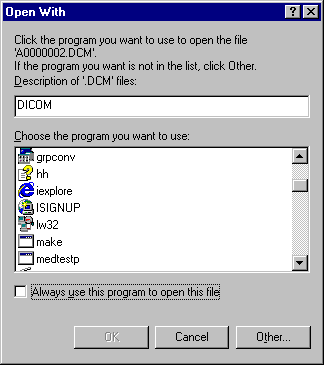 Open With
Click the program you want to use to open the file
'A0000002.DCM'.
If the program you want is not in the list, click Other.
Description of '.DCM' files:
DICOM
Choose the program you want to use:
grpconv
hh
iexplore
ISIGNUP
lw32
make
medtestp
Always use this program to open this file
OK
Cancel
Other...